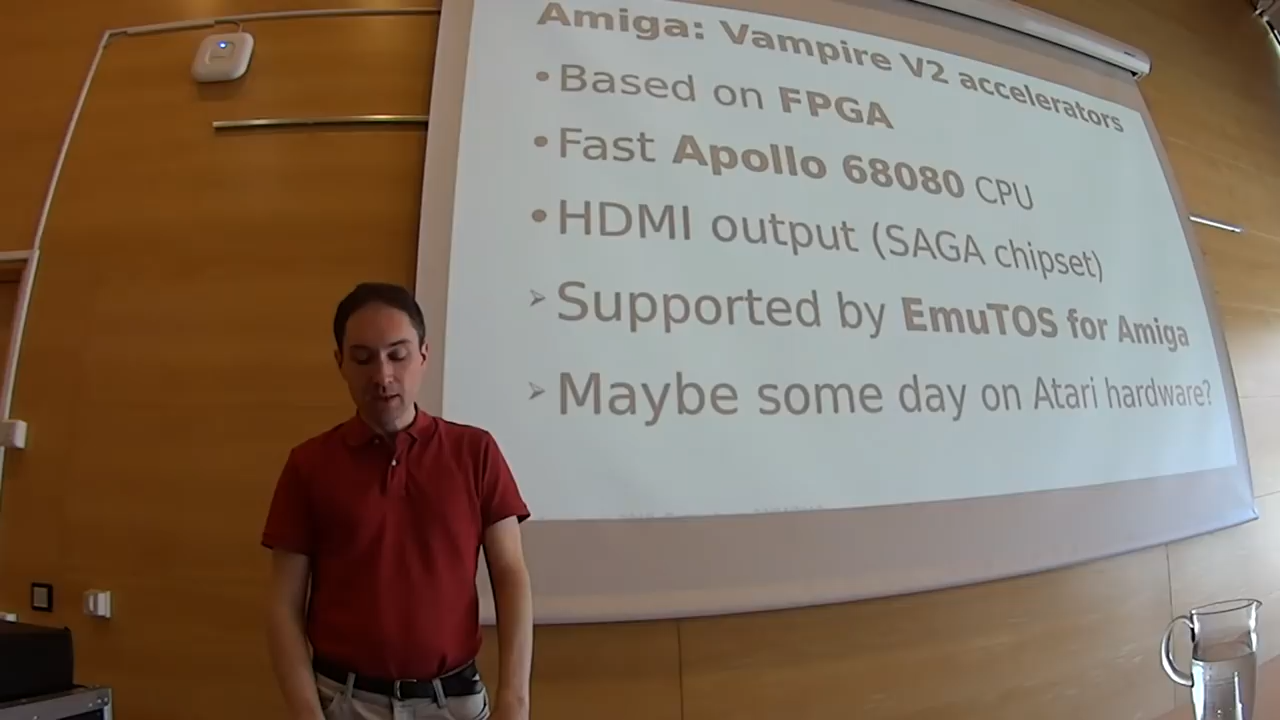 Amiga: Vampire V2 accelerators
•Based on FPGA
•Fast Apollo 68080 CPU
•HDMI output (SAGA chipset)
➢Supported by EmuTOS for Amiga
➢Maybe some day on Atari hardware?